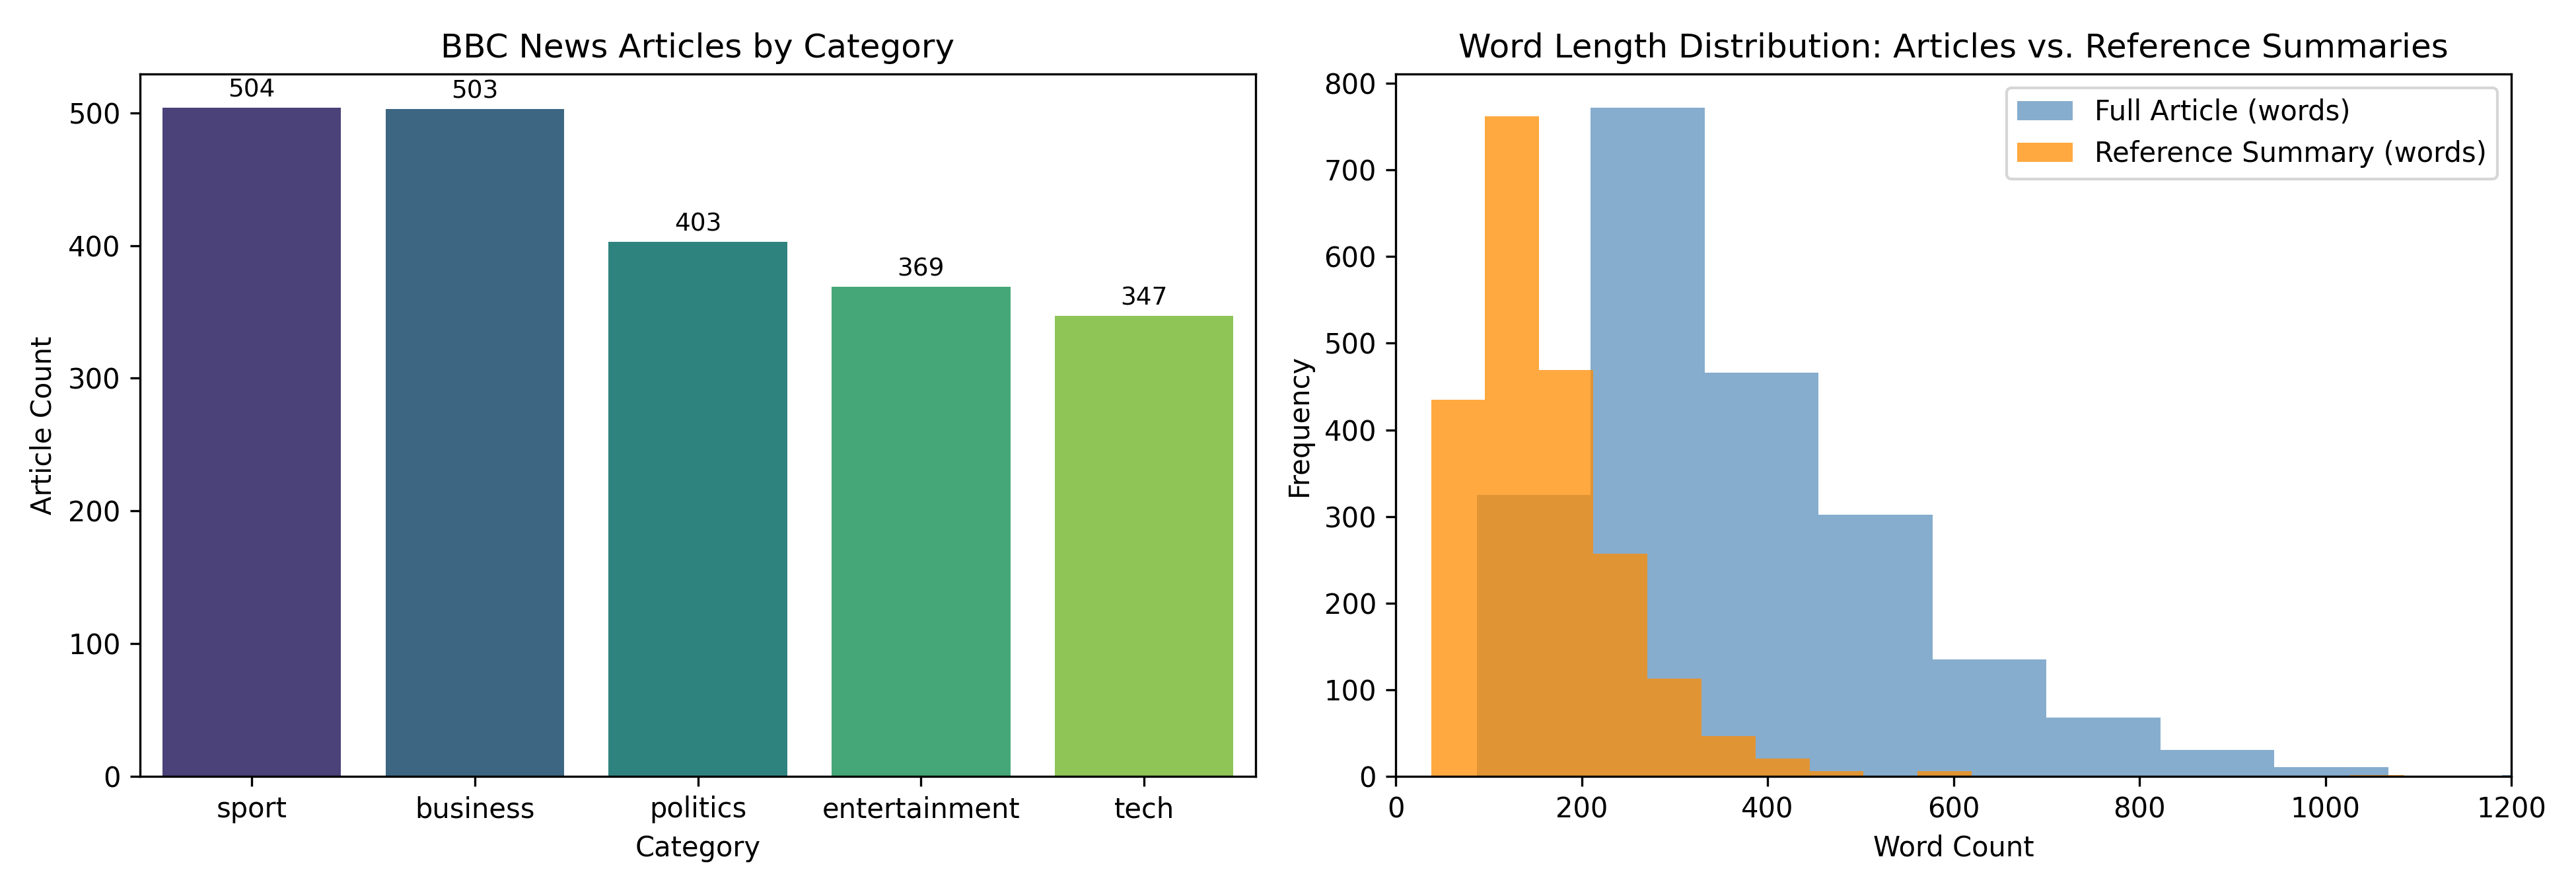 BBC News Articles by Category
504
503
403
369
347
500
400
300
200
100
0
Article Count
sport
business
politics
entertainment
tech
Category
Word Length Distribution: Articles vs. Reference Summaries
Full Article (words)
Reference Summary (words)
800
700
600
500
400
300
200
100
0
Frequency
0
200
400
600
800
1000
1200
Word Count